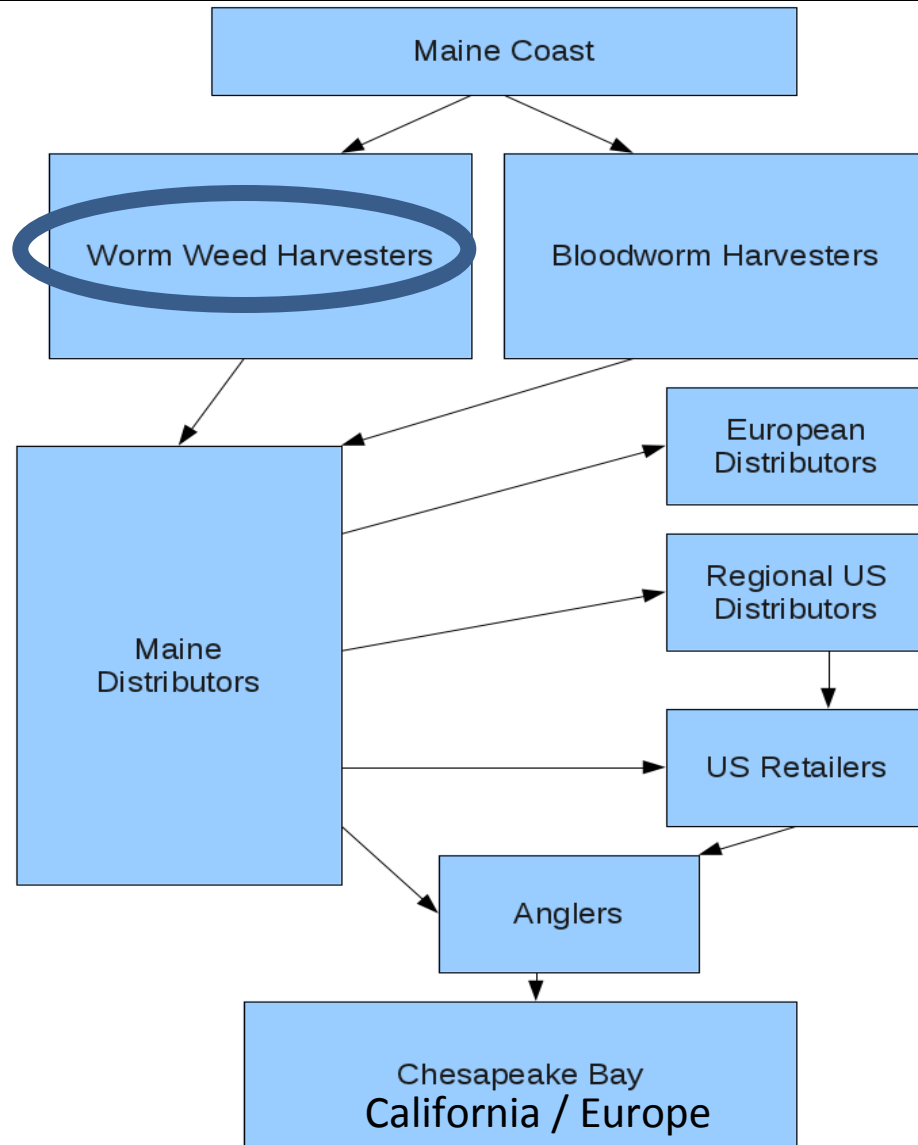 Maine Coast
Worm Weed Harvesters
Bloodworm Harvesters
European
Distributors
Regional US
Distributors
Maine
Distributors
US Retailers
Anglers
Chesapeake Bay
California / Europe